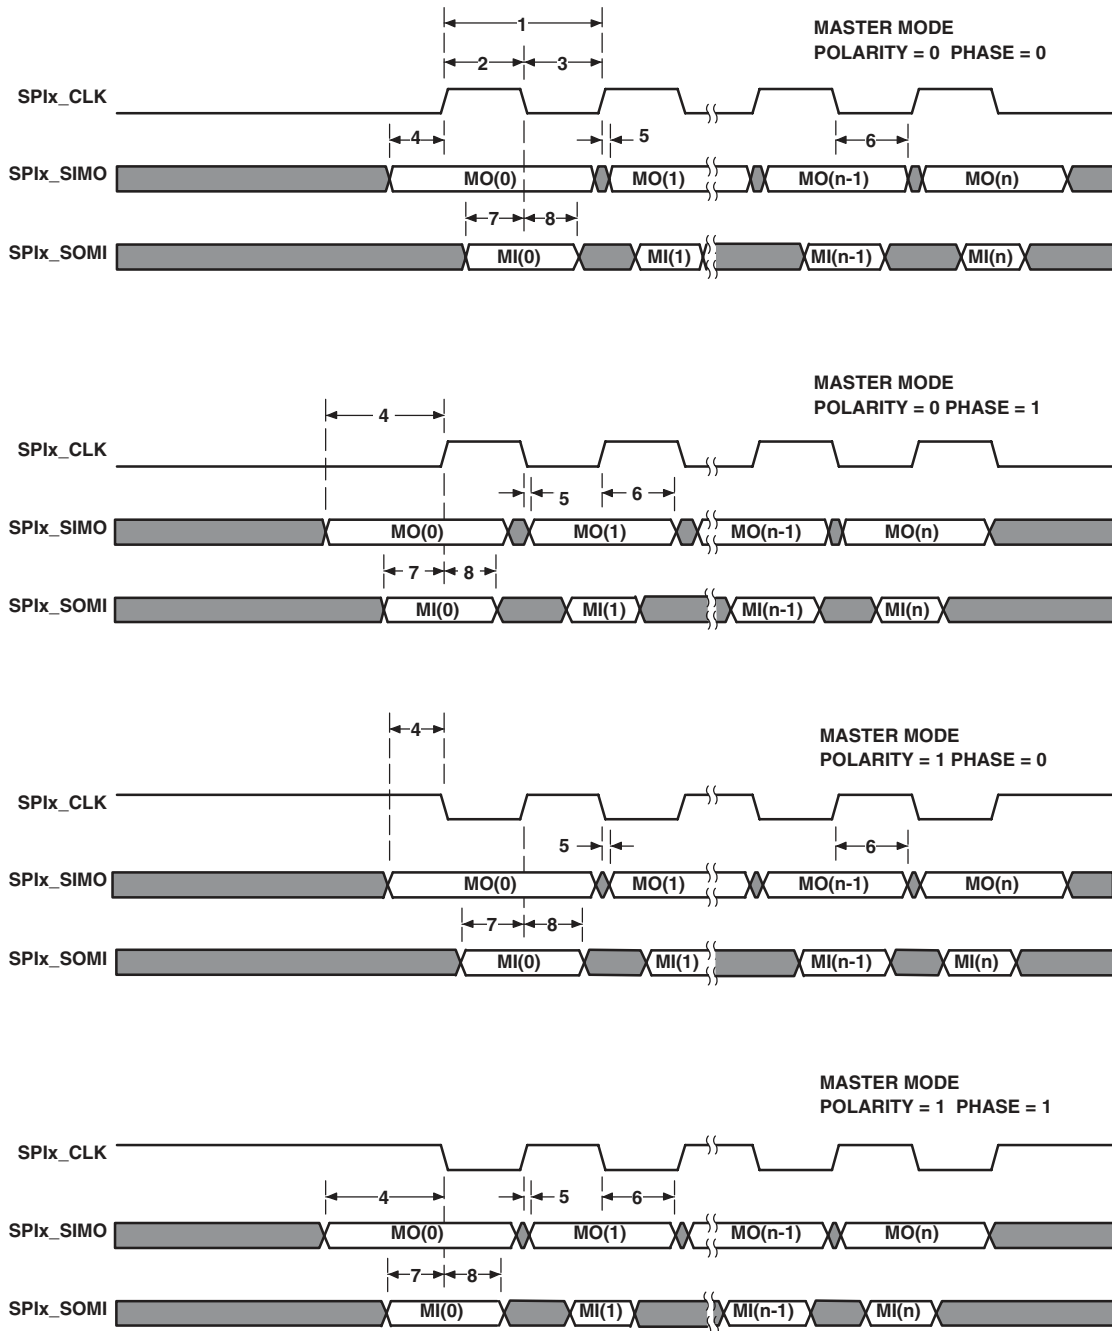 1
MASTER MODE
POLARITY = 0 PHASE = 0
2 3
SPIx_CLK
4 5 6
SPIx_SIMO MO(0) MO(1) MO(n-1) MO(n)
7 8
SPIx_SOMI MI(0) MI(1) MI(n-1) MI(n)
MASTER MODE
POLARITY = 0 PHASE = 1
4
SPIx_CLK
5 6
SPIx_SIMO MO(0) MO(1) MO(n-1) MO(n)
7 8
SPIx_SOMI MI(0) MI(1) MI(n-1) MI(n)
4
MASTER MODE
POLARITY = 1 PHASE = 0
SPIx_CLK
5 6
SPIx_SIMO MO(0) MO(1) MO(n-1) MO(n)
7 8
SPIx_SOMI MI(0) MI(1) MI(n-1) MI(n)
MASTER MODE
POLARITY = 1 PHASE = 1
SPIx_CLK
4 5 6
SPIx_SIMO MO(0) MO(1) MO(n-1) MO(n)
7 8
SPIx_SOMI MI(0) MI(1) MI(n-1) MI(n)